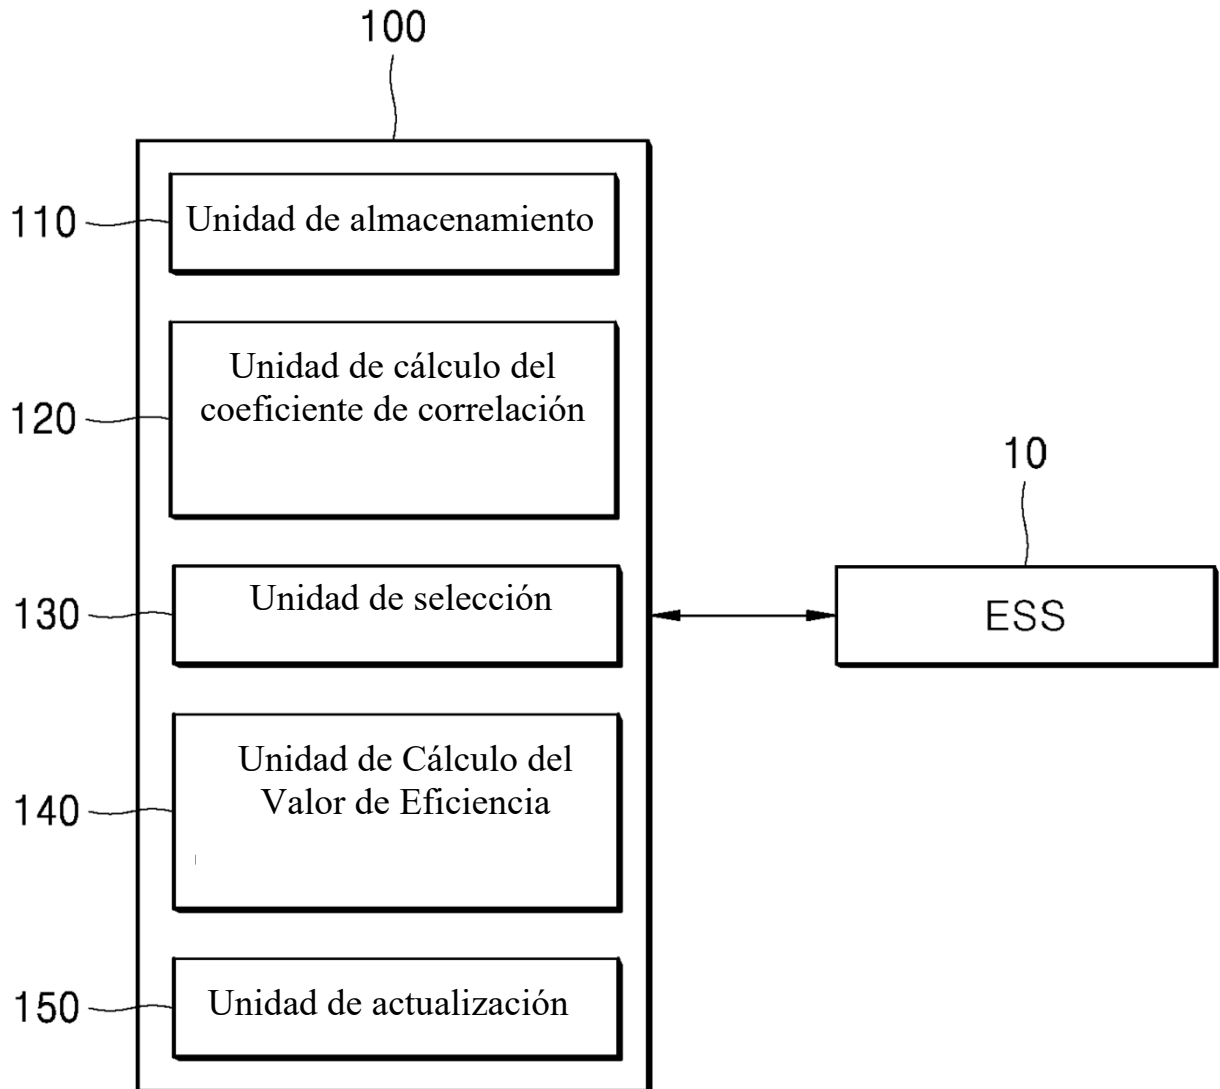 100
110
Unidad de almacenamiento
120
Unidad de cálculo del
coeficiente de correlación
10
130
Unidad de selección
ESS
140
Unidad de Cálculo del
Valor de Eficiencia
150
Unidad de actualización